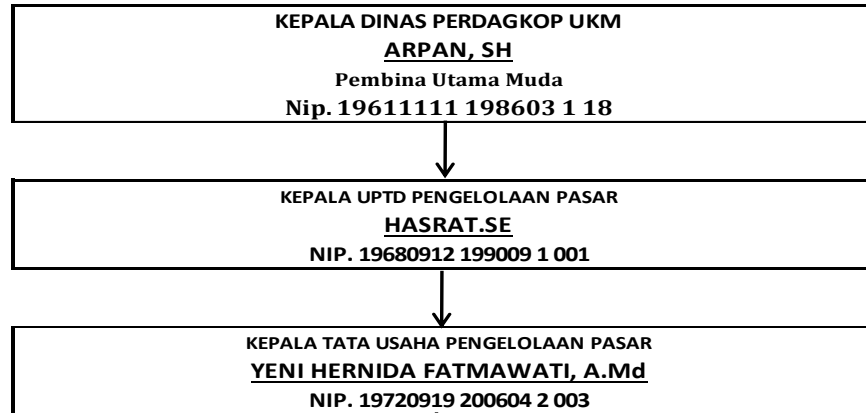 KEPALA DINAS PERDAGKOP UKM
ARPAN, SH
Pembina Utama Muda
Nip. 19611111 198603 1 18
KEPALA UPTD PENGELOLAAN PASAR
HASRAT.SE
NIP. 19680912 199009 1 001
KEPALA TATA USAHA PENGELOLAAN PASAR
YENI HERNIDA FATMAWATI, A.Md
NIP. 19720919 200604 2 003